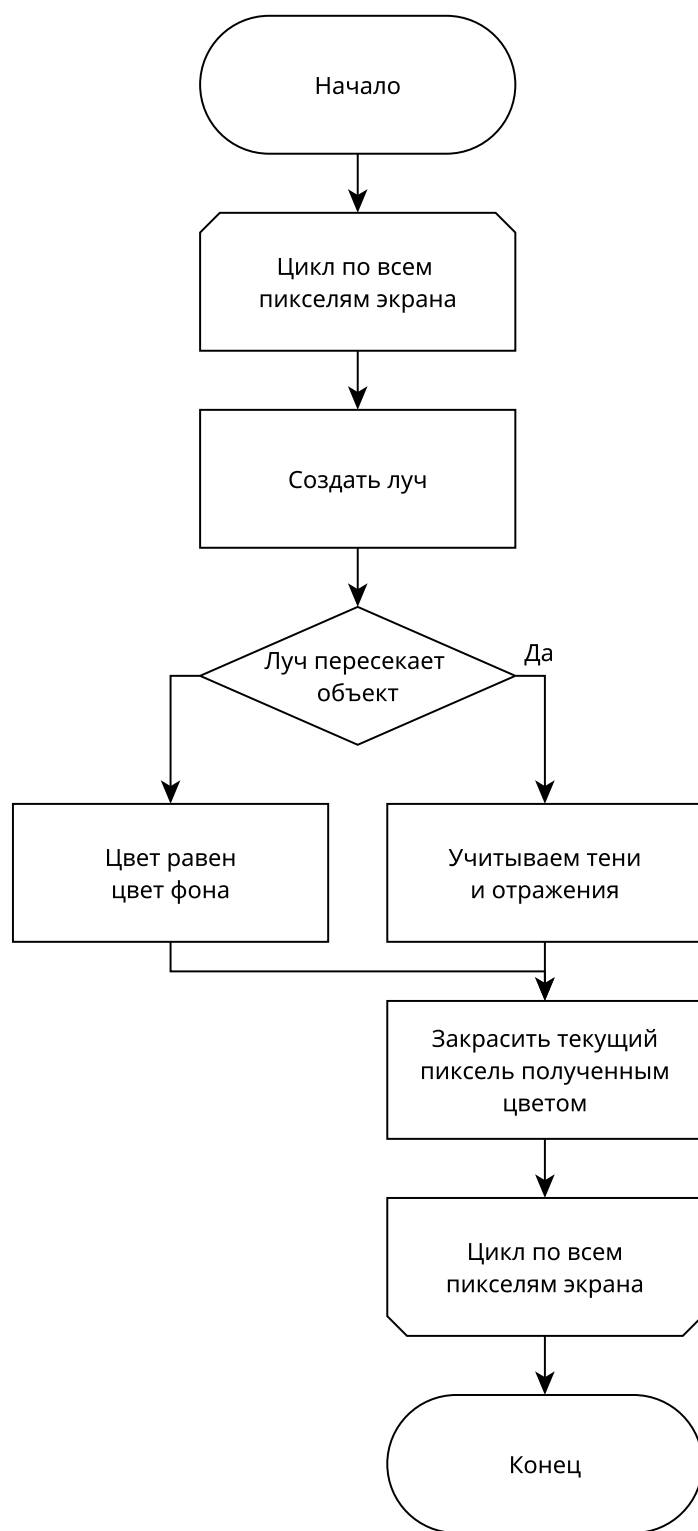 Начало
Цикл по всем
пикселям экрана
Создать луч
Луч пересекает
объект
Да
Цвет равен
цвет фона
Учитываем тени
и отражения
Закрасить текущий
пиксель полученным
цветом
Цикл по всем
пикселям экрана
Конец